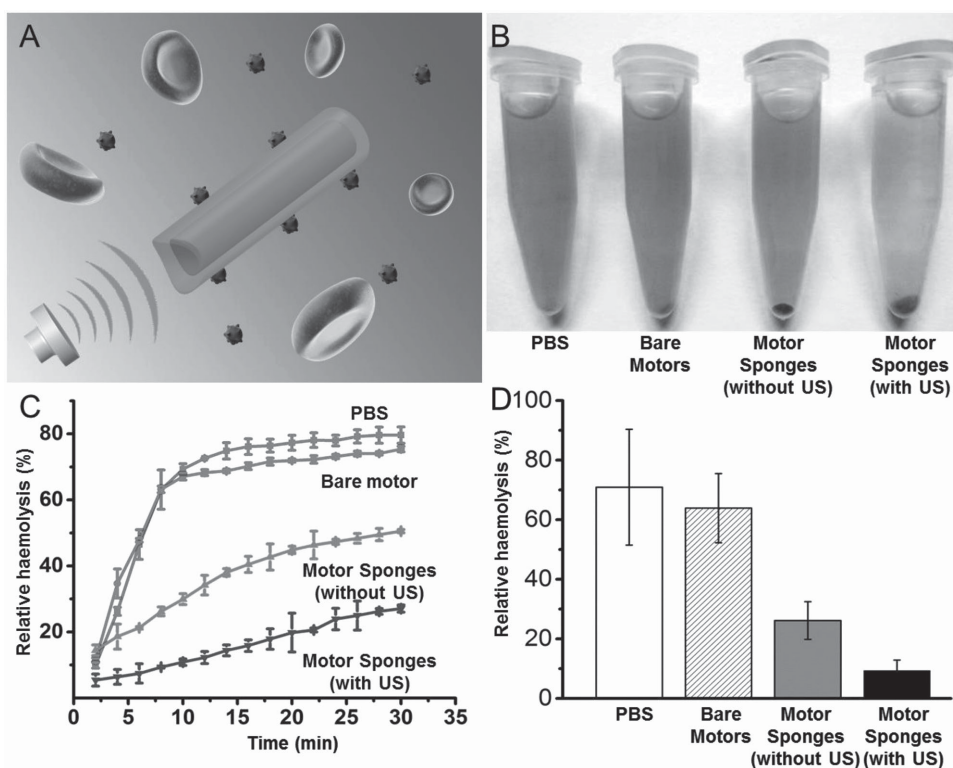 A
B
PBS
Bare
Motors
Motor
Sponges
(without US)
Motor
Sponges
(with US)
C
Relative haemolysis (%)
80
60
40
20
PBS
Bare motor
Motor Sponges
(without US)
Motor Sponges
(with US)
0
5
10
15
20
25
30
35
Time (min)
D
Relative haemolysis (%)
100
80
60
40
20
0
PBS
Bare
Motors
Motor
Sponges
(without US)
Motor
Sponges
(with US)